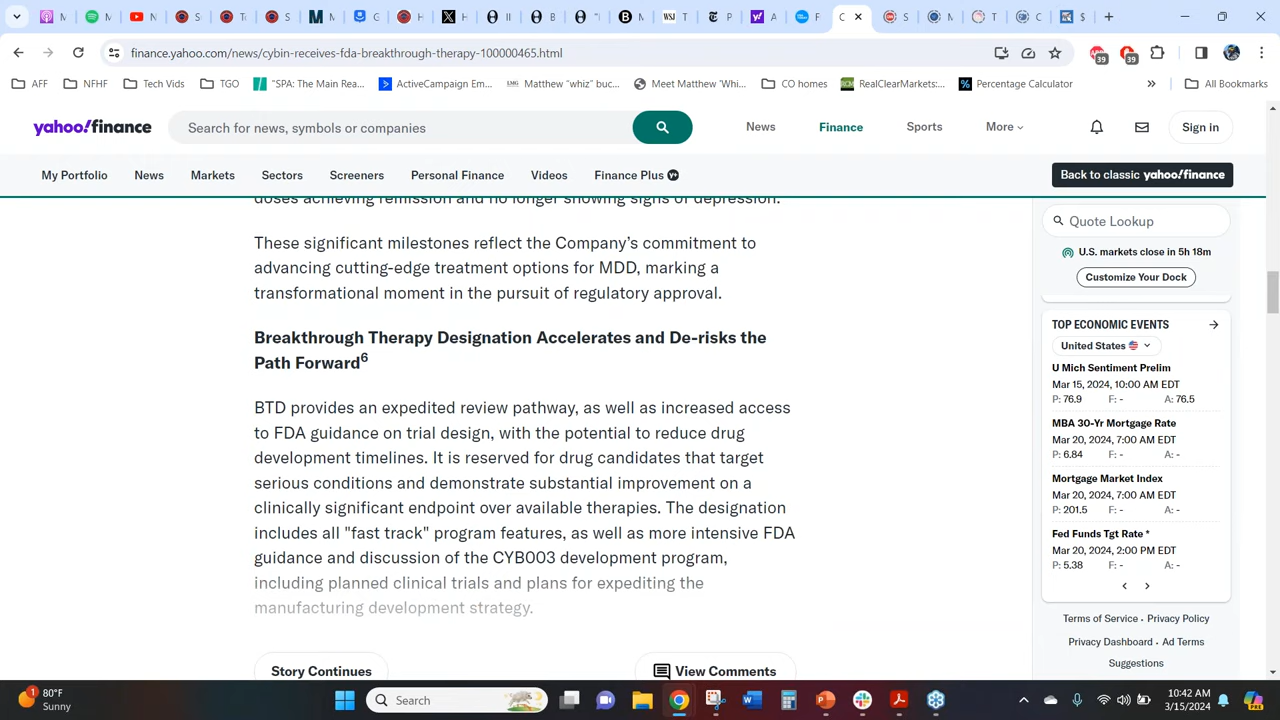 S
T
S
M
G
H
X
II
B
"I
B M
WSJ T
P
A
F
C
S
M
T
C
$
finance.yahoo.com/news/cybin-receives-fda-breakthrough-therapy-100000465.html
39
39
AFF
NFHF
Tech Vids
TGO
"SPA: The Main Rea...
ActiveCampaign Em...
Matthew “whiz” buc...
Meet Matthew 'Whi...
CO homes
RealClearMarkets:...
Percentage Calculator
All Bookmarks
yahoo!finance
Search for news, symbols or companies
News
Finance
Sports
More
Sign in
My Portfolio
News
Markets
Sectors
Screeners
Personal Finance
Videos
Finance Plus
Back to classic yahoo!finance
doses achieving remission and no longer showing signs of depression.
These significant milestones reflect the Company’s commitment to
advancing cutting-edge treatment options for MDD, marking a
transformational moment in the pursuit of regulatory approval.
Breakthrough Therapy Designation Accelerates and De-risks the
Path Forward6
BTD provides an expedited review pathway, as well as increased access
to FDA guidance on trial design, with the potential to reduce drug
development timelines. It is reserved for drug candidates that target
serious conditions and demonstrate substantial improvement on a
clinically significant endpoint over available therapies. The designation
includes all "fast track" program features, as well as more intensive FDA
guidance and discussion of the CYB003 development program,
including planned clinical trials and plans for expediting the
manufacturing development strategy.
Story Continues
View Comments
Quote Lookup
U.S. markets close in 5h 18m
Customize Your Dock
TOP ECONOMIC EVENTS
United States
U Mich Sentiment Prelim
Mar 15, 2024, 10:00 AM EDT
P: 76.9 F: - A: 76.5
MBA 30-Yr Mortgage Rate
Mar 20, 2024, 7:00 AM EDT
P: 6.84 F: - A: -
Mortgage Market Index
Mar 20, 2024, 7:00 AM EDT
P: 201.5 F: - A: -
Fed Funds Tgt Rate *
Mar 20, 2024, 2:00 PM EDT
P: 5.38 F: - A: -
Terms of Service • Privacy Policy
Privacy Dashboard • Ad Terms
Suggestions
1
80°F
Sunny
Search
10:42 AM
3/15/2024